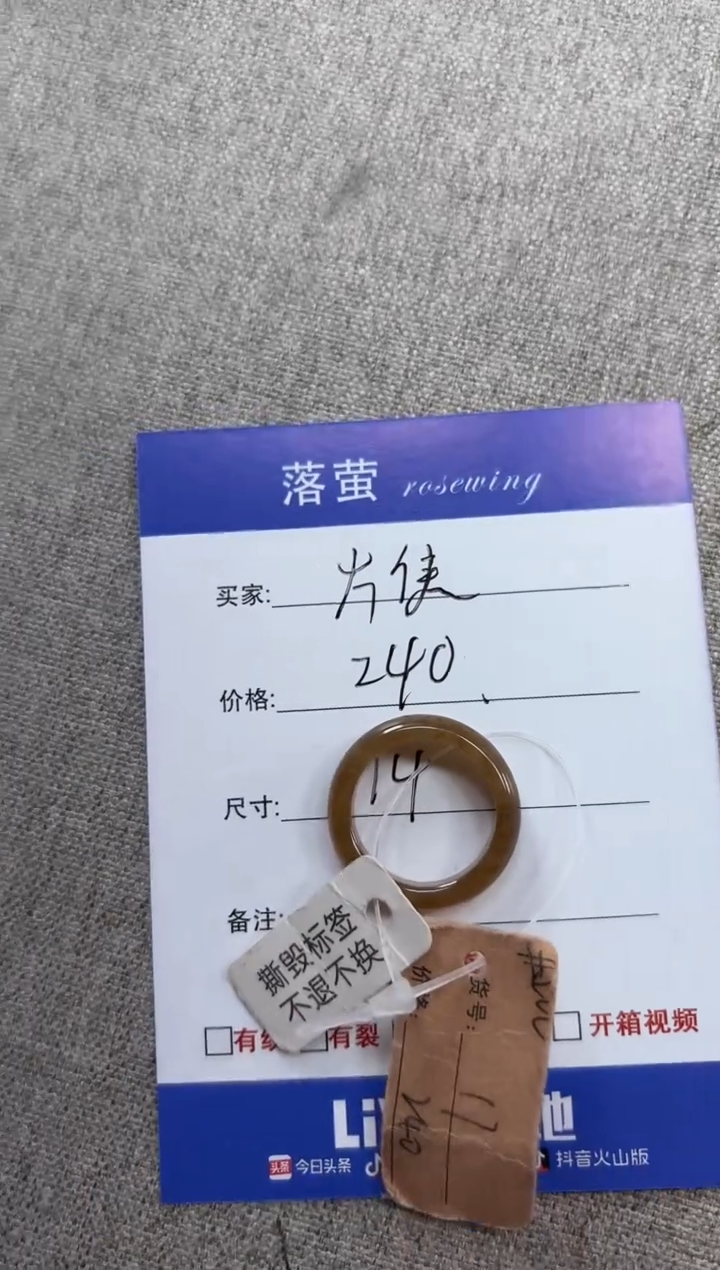 落萤 rosewing
买家:
价格: 240
尺寸: 14
备注:
撕毁标签
不退不换
货号: 17
240
有裂
开箱视频
今日头条
抖音火山版